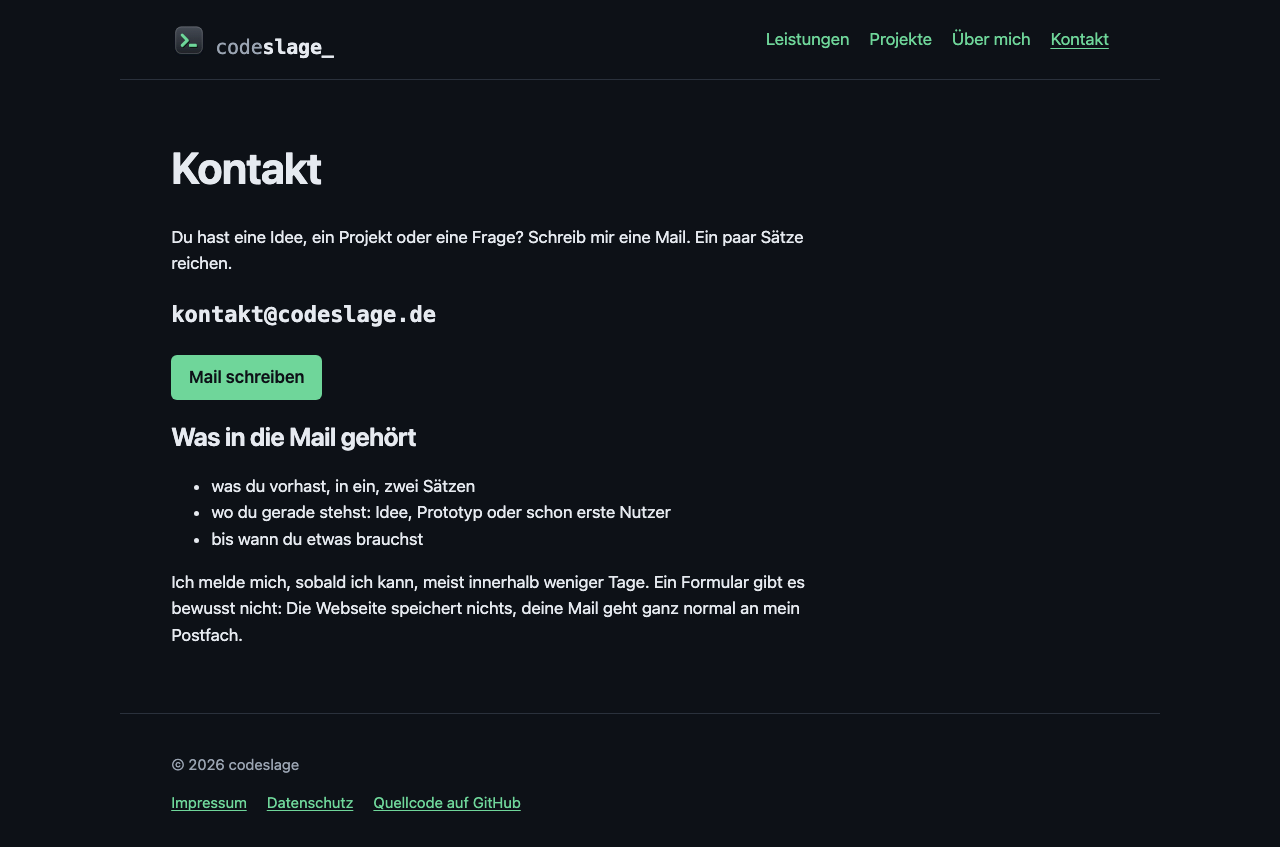 codeslage_
Leistungen Projekte Über mich Kontakt
Kontakt
Du hast eine Idee, ein Projekt oder eine Frage? Schreib mir eine Mail. Ein paar Sätze
reichen.
kontakt@codeslage.de
Mail schreiben
Was in die Mail gehört
• was du vorhast, in ein, zwei Sätzen
• wo du gerade stehst: Idee, Prototyp oder schon erste Nutzer
• bis wann du etwas brauchst
Ich melde mich, sobald ich kann, meist innerhalb weniger Tage. Ein Formular gibt es
bewusst nicht: Die Webseite speichert nichts, deine Mail geht ganz normal an mein
Postfach.
© 2026 codeslage
Impressum Datenschutz Quellcode auf GitHub